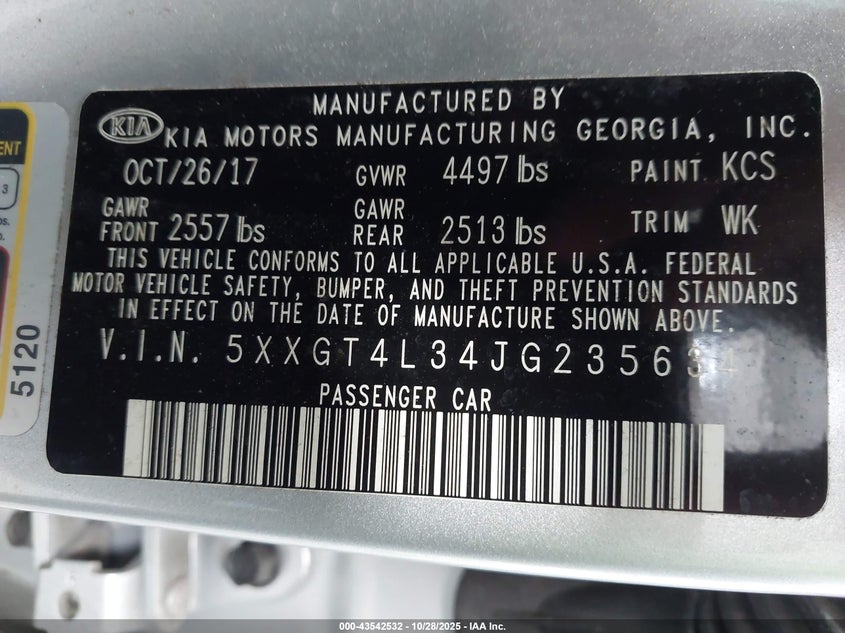 MANUFACTURED BY
KIA KIA MOTORS MANUFACTURING GEORGIA, INC.
OCT/26/17 GVWR 4497 lbs PAINT KCS
GAWR FRONT 2557 lbs GAWR REAR 2513 lbs TRIM WK
THIS VEHICLE CONFORMS TO ALL APPLICABLE U.S.A. FEDERAL
MOTOR VEHICLE SAFETY, BUMPER, AND THEFT PREVENTION STANDARDS
IN EFFECT ON THE DATE OF MANUFACTURE SHOWN ABOVE.
V.I.N. 5XXGT4L34JG235634
PASSENGER CAR
5120
000-43542532 / 10/28/2025 / IAA Inc.